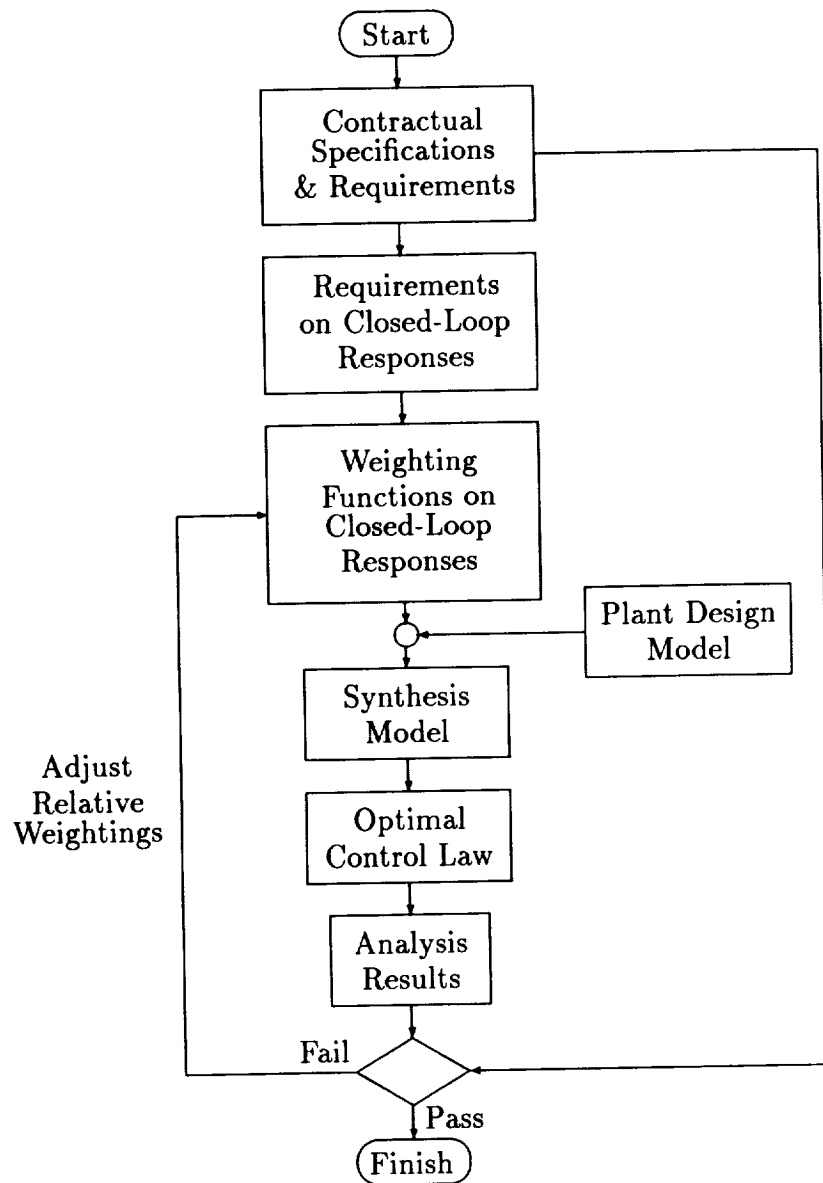 Start
Contractual
Specifications
& Requirements
Requirements
on Closed-Loop
Responses
Weighting
Functions on
Closed-Loop
Responses
Plant Design
Model
Synthesis
Model
Adjust
Relative
Weightings
Optimal
Control Law
Analysis
Results
Fail
Pass
Finish